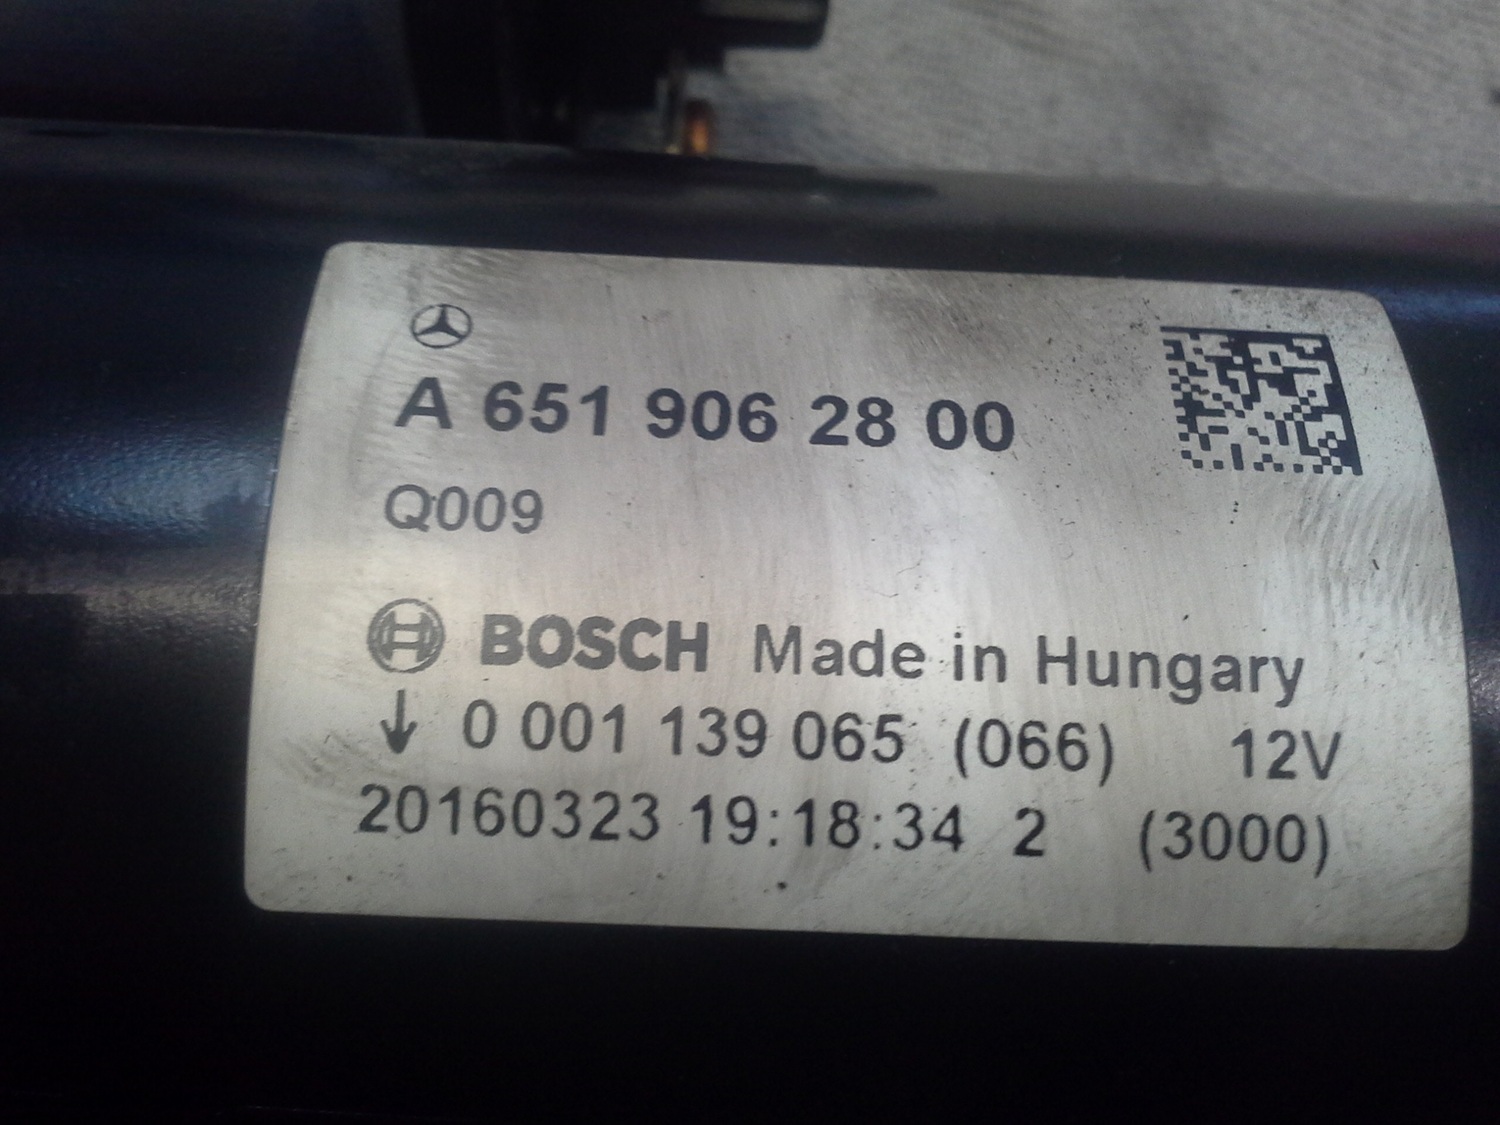 A 651 906 28 00
Q009
BOSCH Made in Hungary
↓ 0 001 139 065 (066) 12V
20160323 19:18:34 2 (3000)